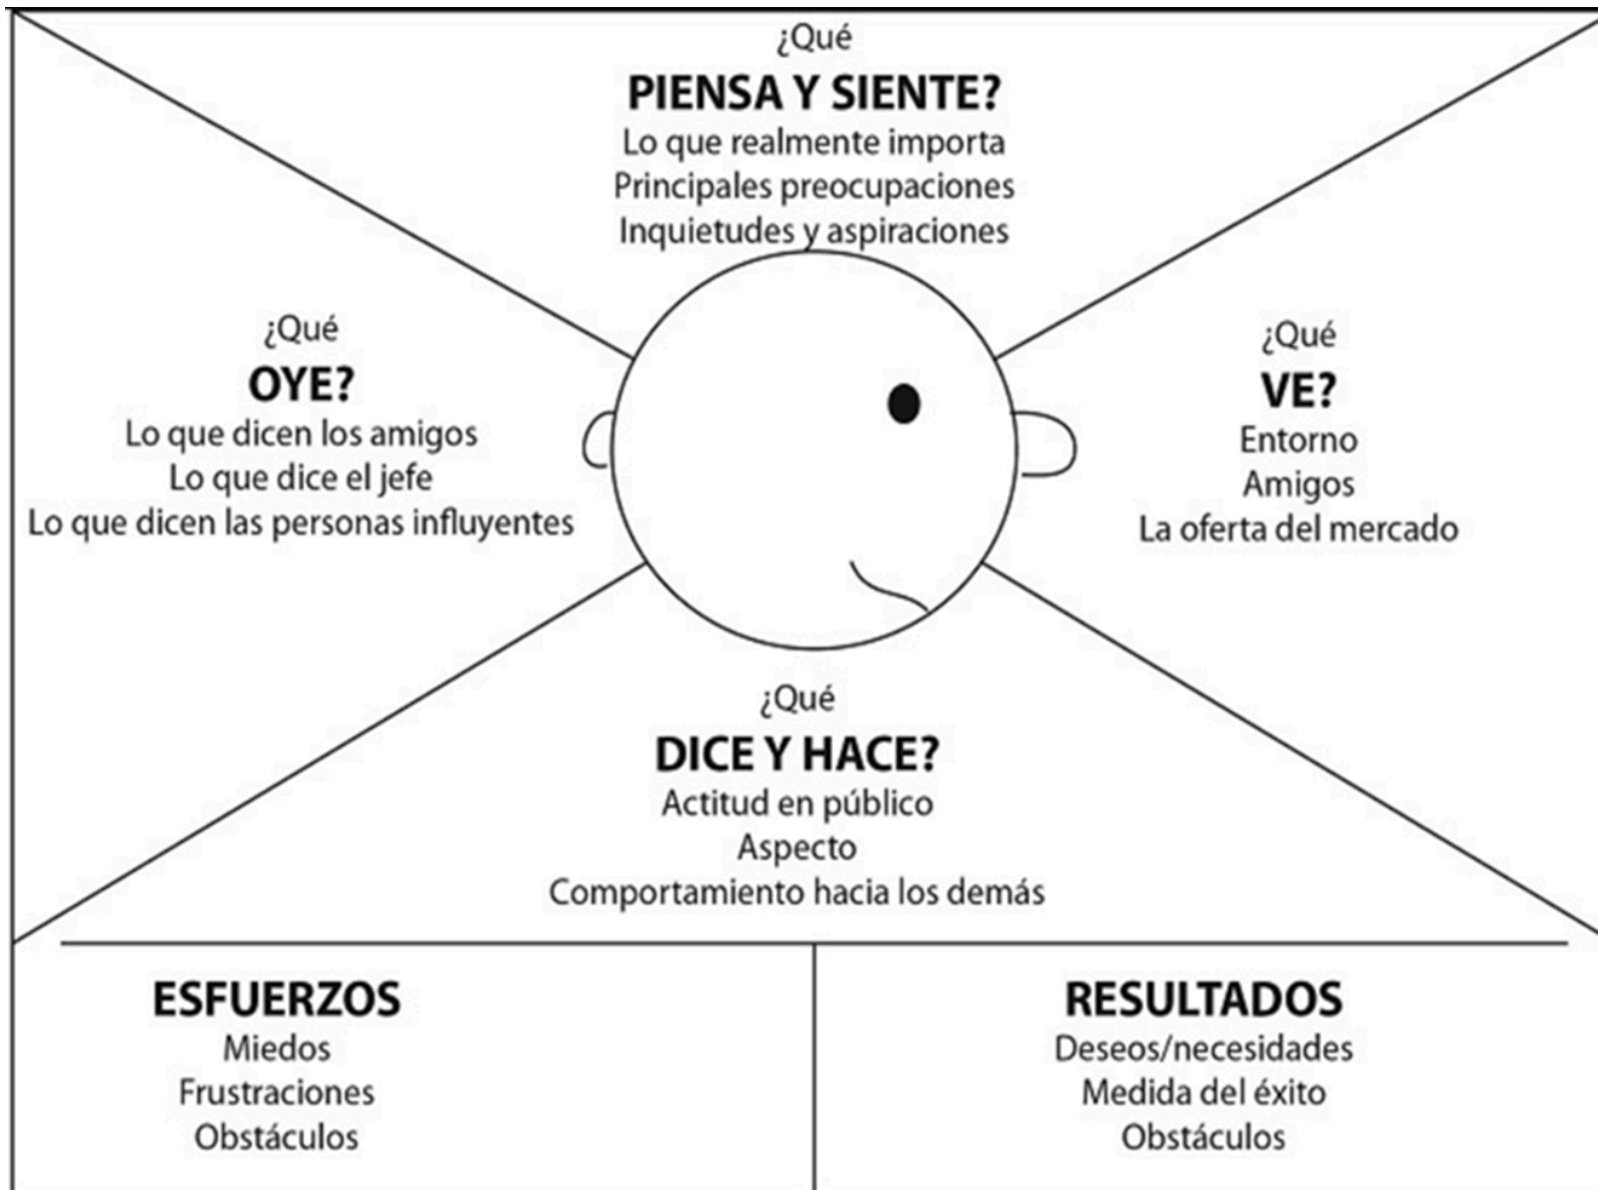 ¿Qué
PIENSA Y SIENTE?
Lo que realmente importa
Principales preocupaciones
Inquietudes y aspiraciones
¿Qué
OYE?
Lo que dicen los amigos
Lo que dice el jefe
Lo que dicen las personas influyentes
¿Qué
VE?
Entorno
Amigos
La oferta del mercado
¿Qué
DICE Y HACE?
Actitud en público
Aspecto
Comportamiento hacia los demás
ESFUERZOS
Miedos
Frustraciones
Obstáculos
RESULTADOS
Deseos/necesidades
Medida del éxito
Obstáculos